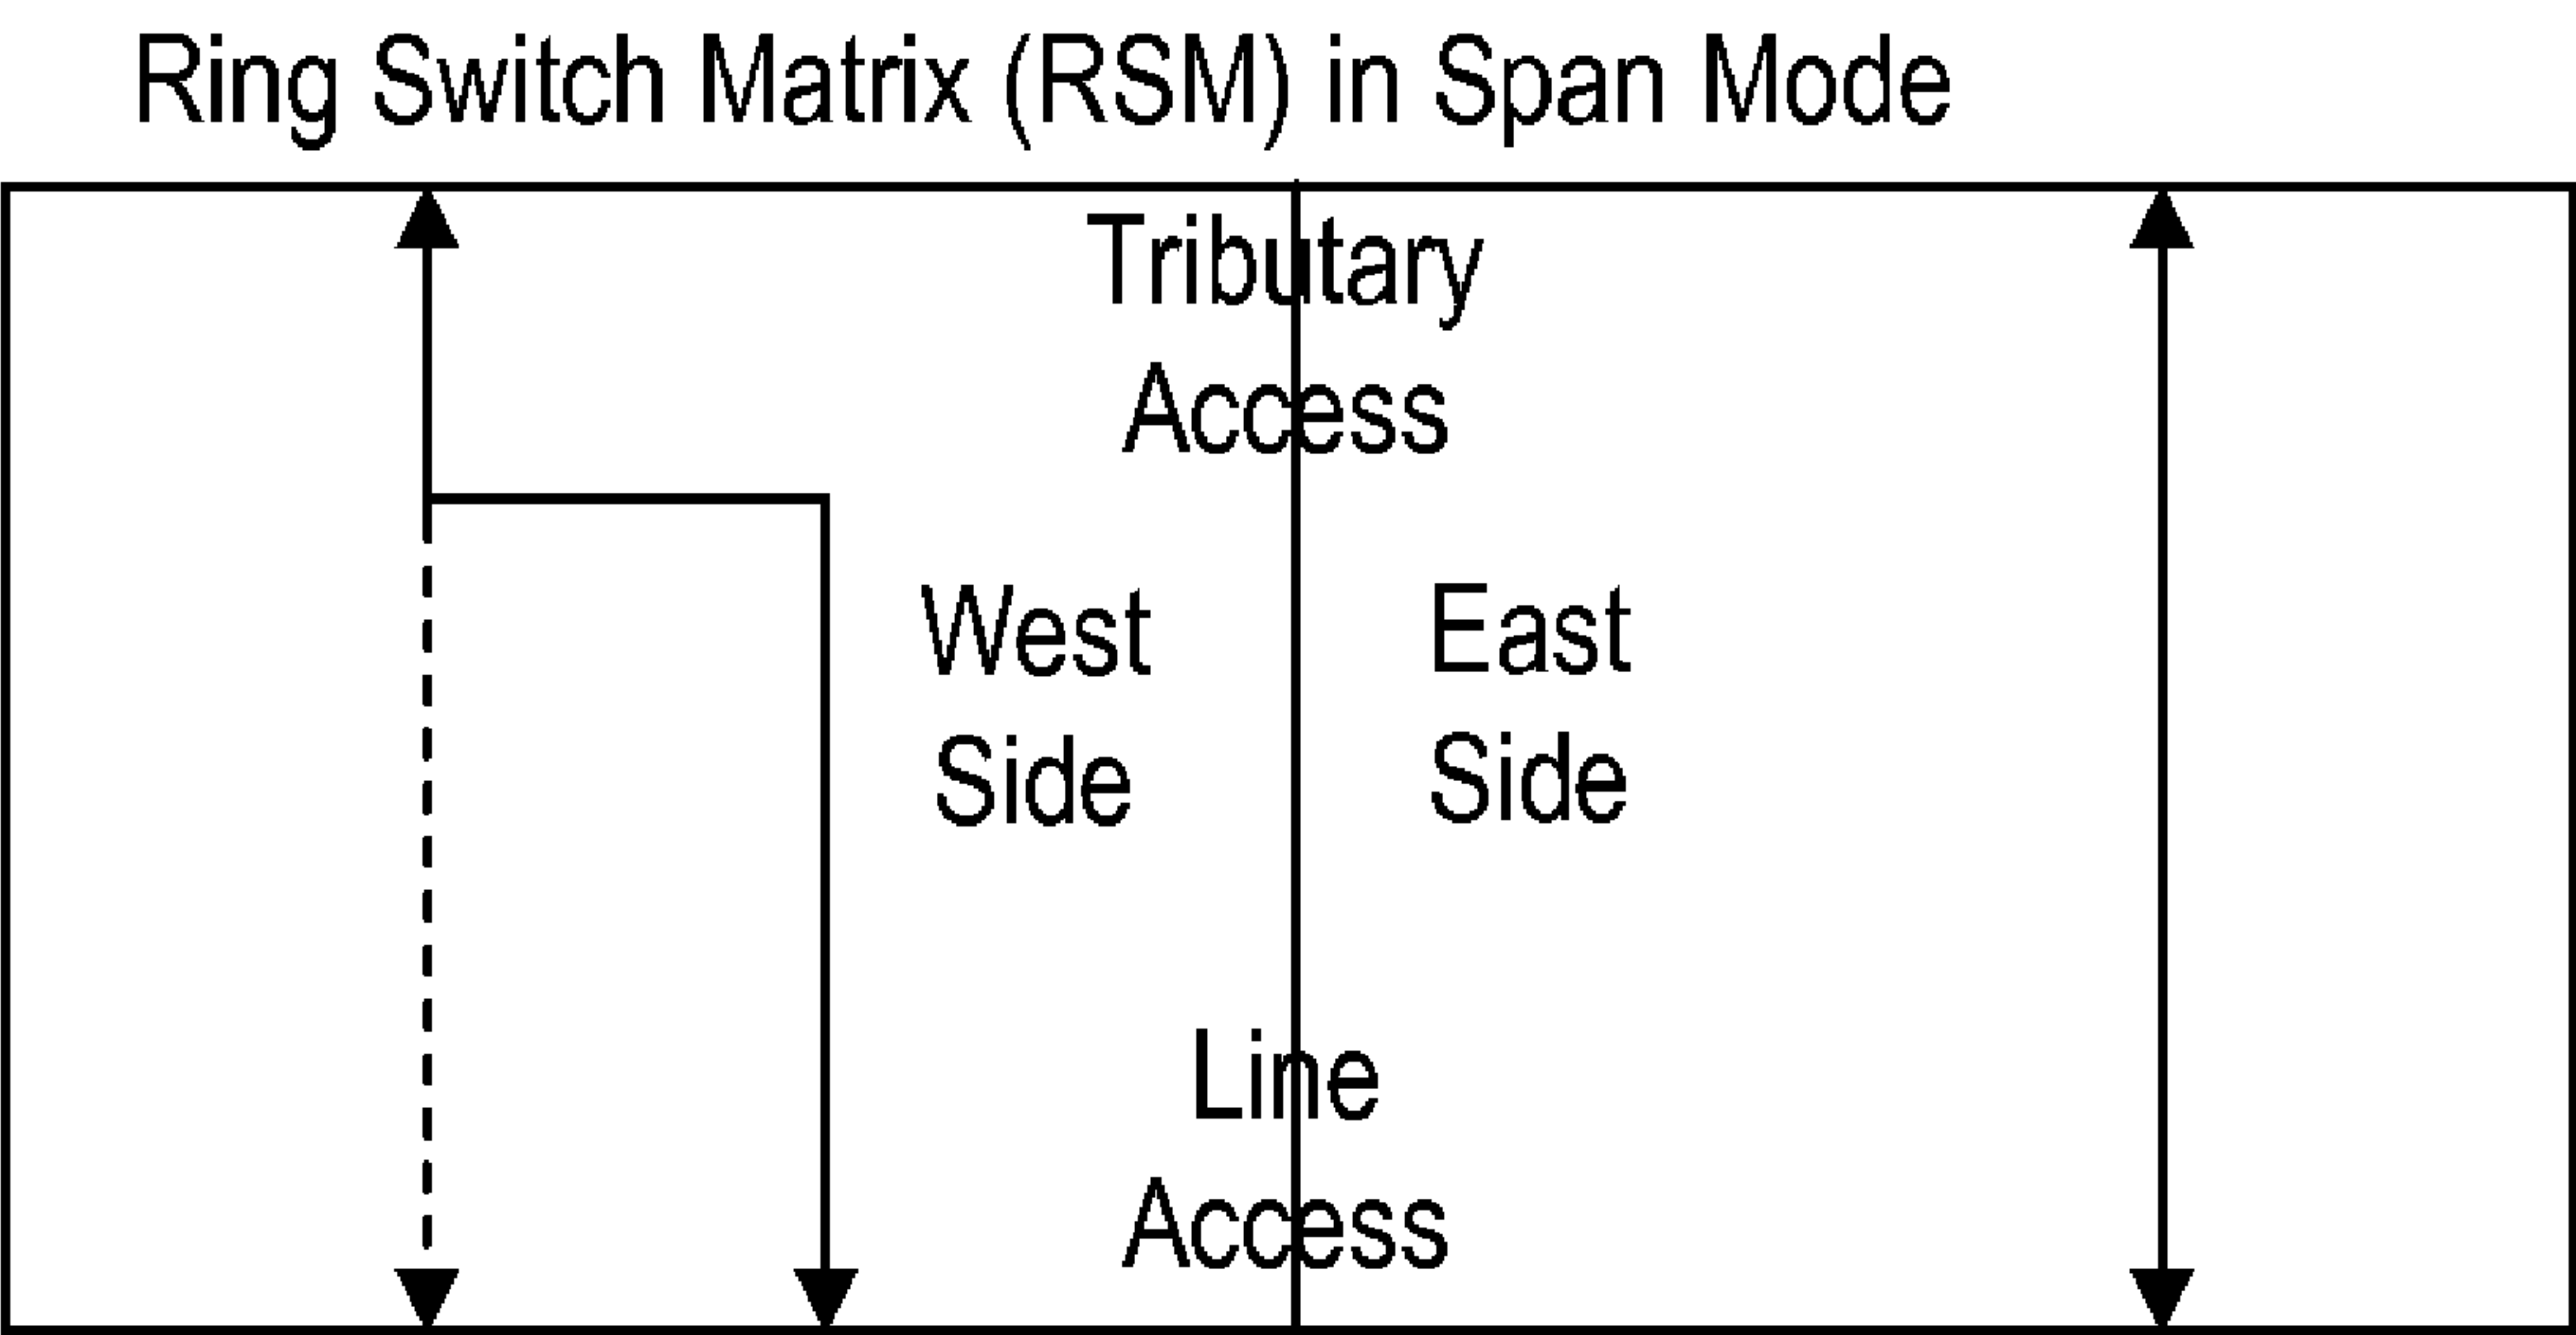 Ring Switch Matrix (RSM) in Span Mode
Tributary
Access
West
Side
East
Side
Line
Access